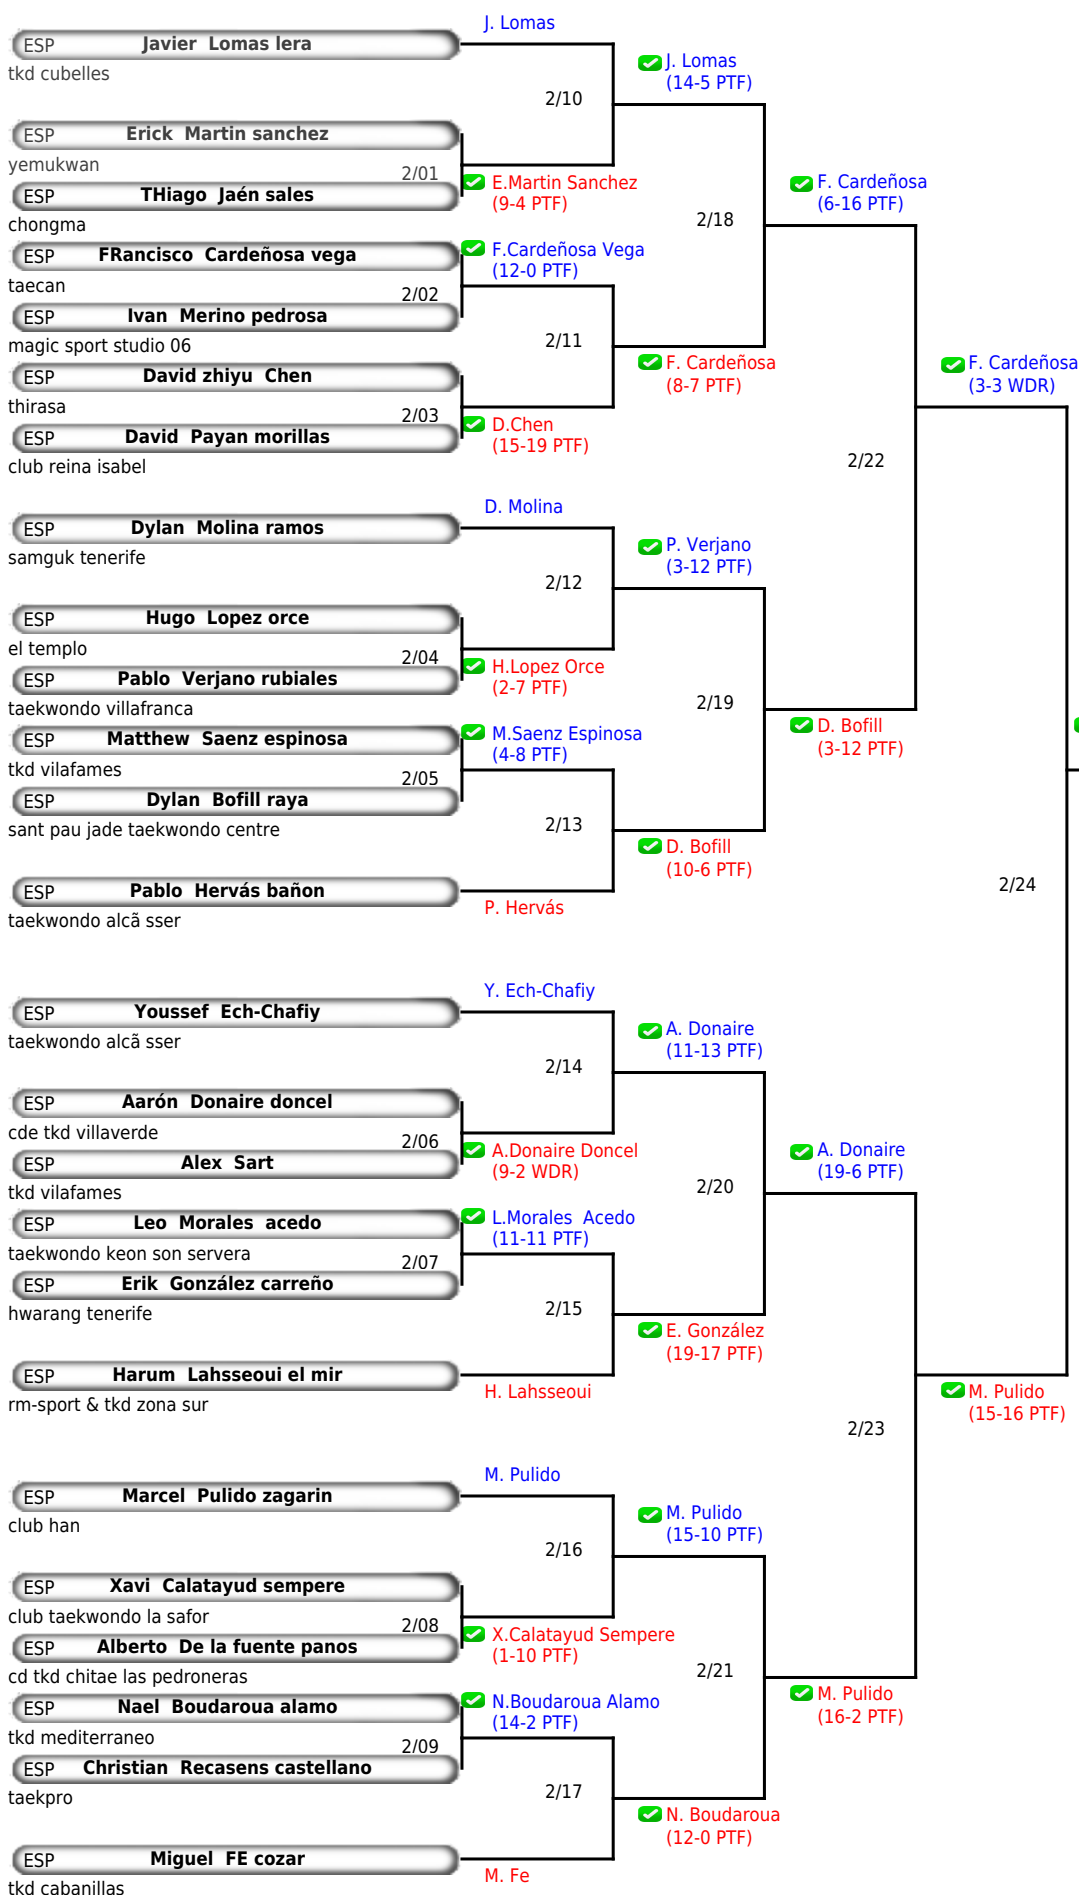 J. Lomas
ESP Javier Lomas lera
tkd cubelles
J. Lomas
(14-5 PTF)
2/10
ESP Erick Martin sanchez
yemukwan
2/01
E.Martin Sanchez
(9-4 PTF)
ESP THiago Jaén sales
chongma
F. Cardeñosa
(6-16 PTF)
2/18
ESP FRancisco Cardeñosa vega
taecan
F.Cardeñosa Vega
(12-0 PTF)
2/02
ESP Ivan Merino pedrosa
magic sport studio 06
2/11
F. Cardeñosa
(8-7 PTF)
F. Cardeñosa
(3-3 WDR)
ESP David zhiyu Chen
thirasa
2/03
D.Chen
(15-19 PTF)
ESP David Payan morillas
club reina isabel
2/22
D. Molina
ESP Dylan Molina ramos
samguk tenerife
P. Verjano
(3-12 PTF)
2/12
ESP Hugo Lopez orce
el templo
2/04
H.Lopez Orce
(2-7 PTF)
ESP Pablo Verjano rubiales
taekwondo villafranca
2/19
D. Bofill
(3-12 PTF)
ESP Matthew Saenz espinosa
tkd vilafames
M.Saenz Espinosa
(4-8 PTF)
2/05
ESP Dylan Bofill raya
sant pau jade taekwondo centre
2/13
D. Bofill
(10-6 PTF)
ESP Pablo Hervás bañon
taekwondo alcã sser
P. Hervás
2/24
Y. Ech-Chafiy
ESP Youssef Ech-Chafiy
taekwondo alcã sser
A. Donaire
(11-13 PTF)
2/14
ESP Aarón Donaire doncel
cde tkd villaverde
2/06
A.Donaire Doncel
(9-2 WDR)
ESP Alex Sart
tkd vilafames
A. Donaire
(19-6 PTF)
2/20
ESP Leo Morales acedo
taekwondo keon son servera
L.Morales Acedo
(11-11 PTF)
2/07
ESP Erik González carreño
hwarang tenerife
2/15
E. González
(19-17 PTF)
ESP Harum Lahsseoui el mir
rm-sport & tkd zona sur
H. Lahsseoui
M. Pulido
(15-16 PTF)
2/23
M. Pulido
ESP Marcel Pulido zagarin
club han
M. Pulido
(15-10 PTF)
2/16
ESP Xavi Calatayud sempere
club taekwondo la safor
2/08
X.Calatayud Sempere
(1-10 PTF)
ESP Alberto De la fuente panos
cd tkd chitae las pedroneras
2/21
M. Pulido
(16-2 PTF)
ESP Nael Boudaroua alamo
tkd mediterraneo
N.Boudaroua Alamo
(14-2 PTF)
2/09
ESP Christian Recasens castellano
taekpro
2/17
N. Boudaroua
(12-0 PTF)
ESP Miguel FE cozar
tkd cabanillas
M. Fe